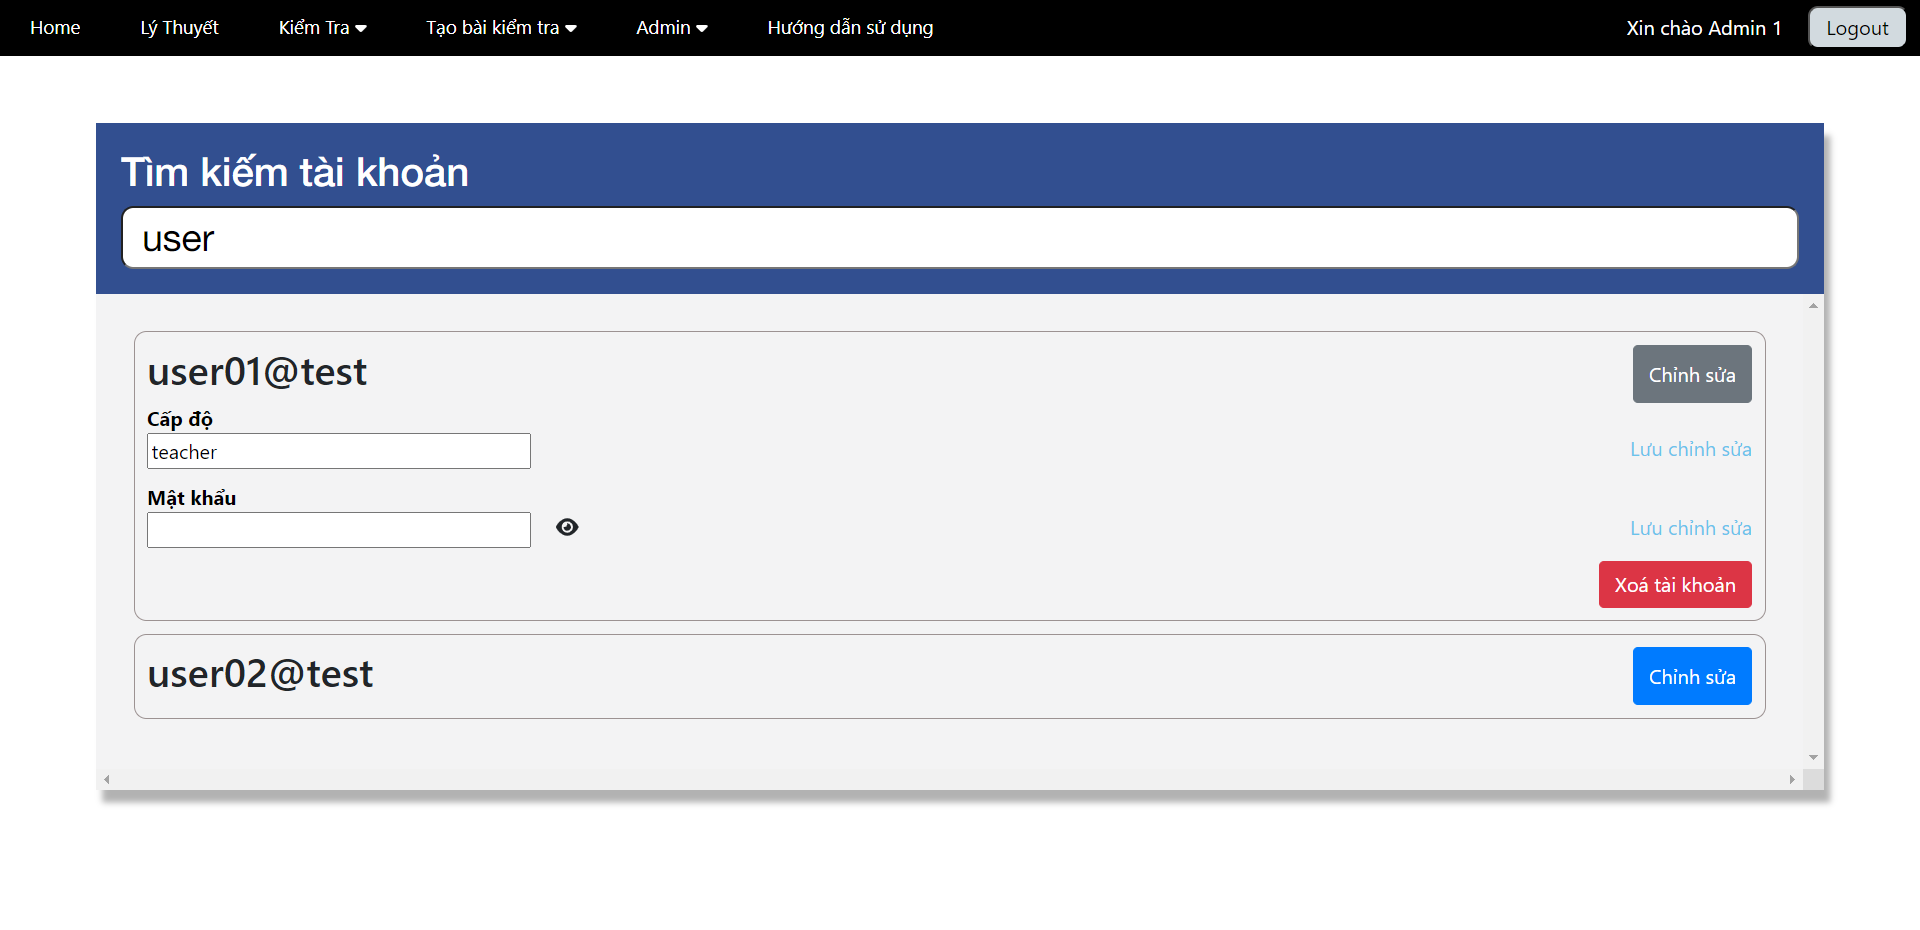 Home Lý Thuyết Kiểm Tra Tạo bài kiểm tra Admin Hướng dẫn sử dụng Xin chào Admin 1 Logout
Tìm kiếm tài khoản
user
user01@test Chỉnh sửa
Cấp độ
teacher Lưu chỉnh sửa
Mật khẩu
Lưu chỉnh sửa
Xoá tài khoản
user02@test Chỉnh sửa